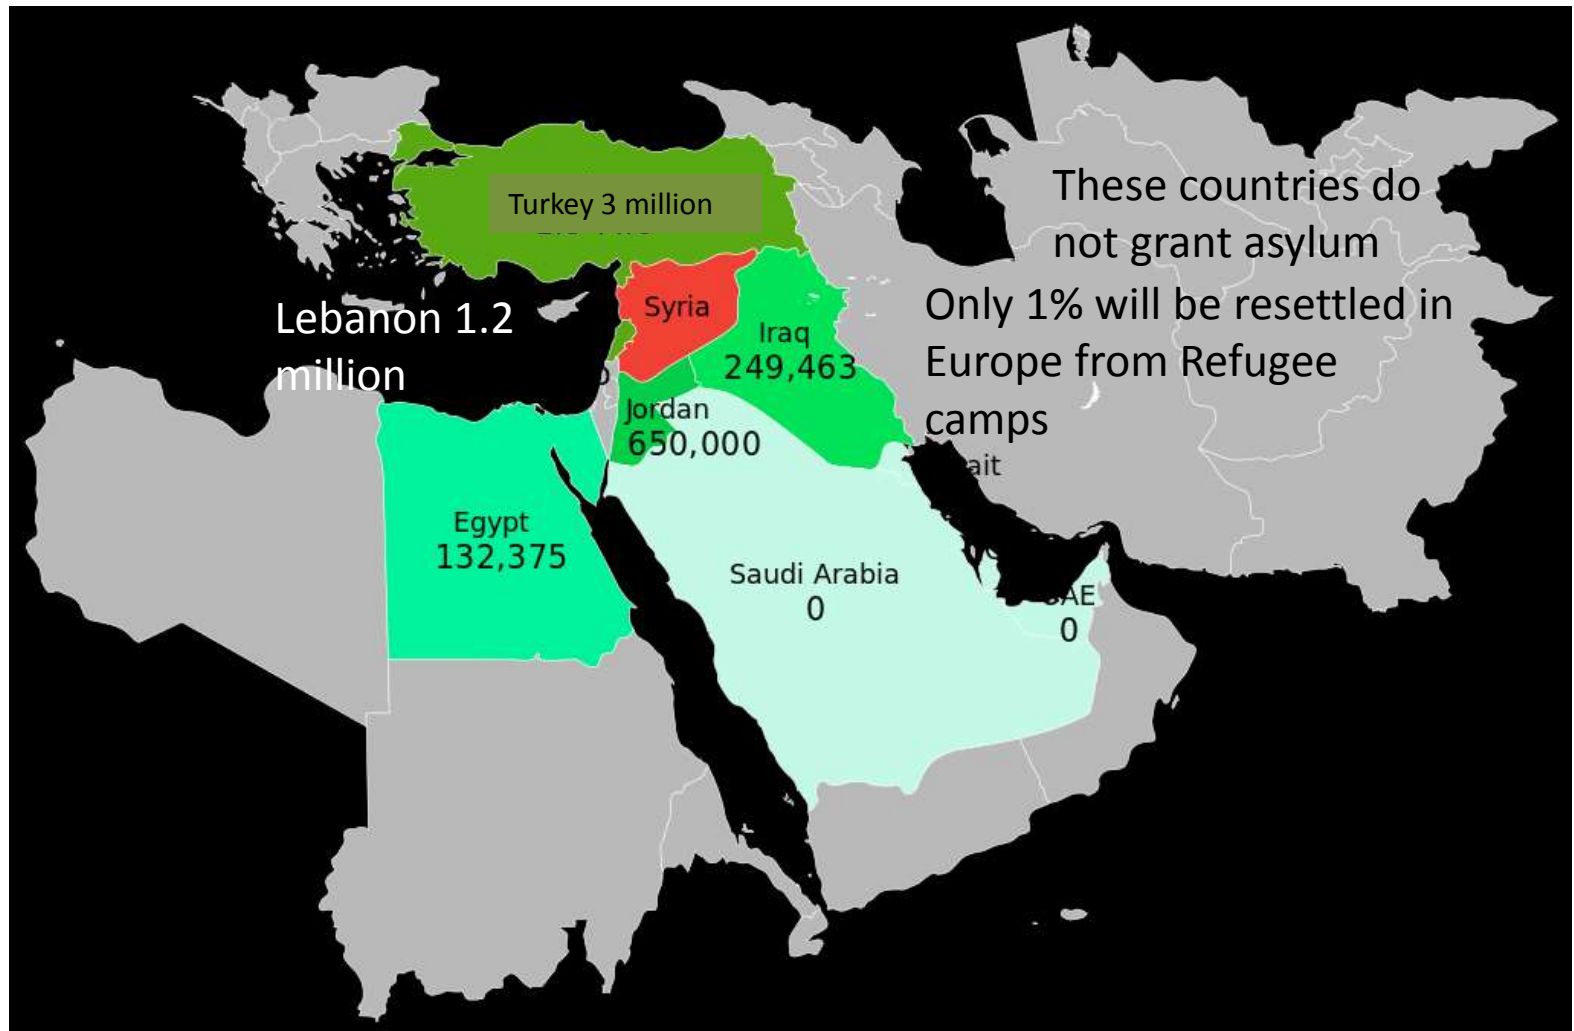 Turkey 3 million
These countries do
not grant asylum
Only 1% will be resettled in
Europe from Refugee
camps
Lebanon 1.2
million
Syria
Iraq
249,463
Jordan
650,000
Egypt
132,375
Saudi Arabia
0
0